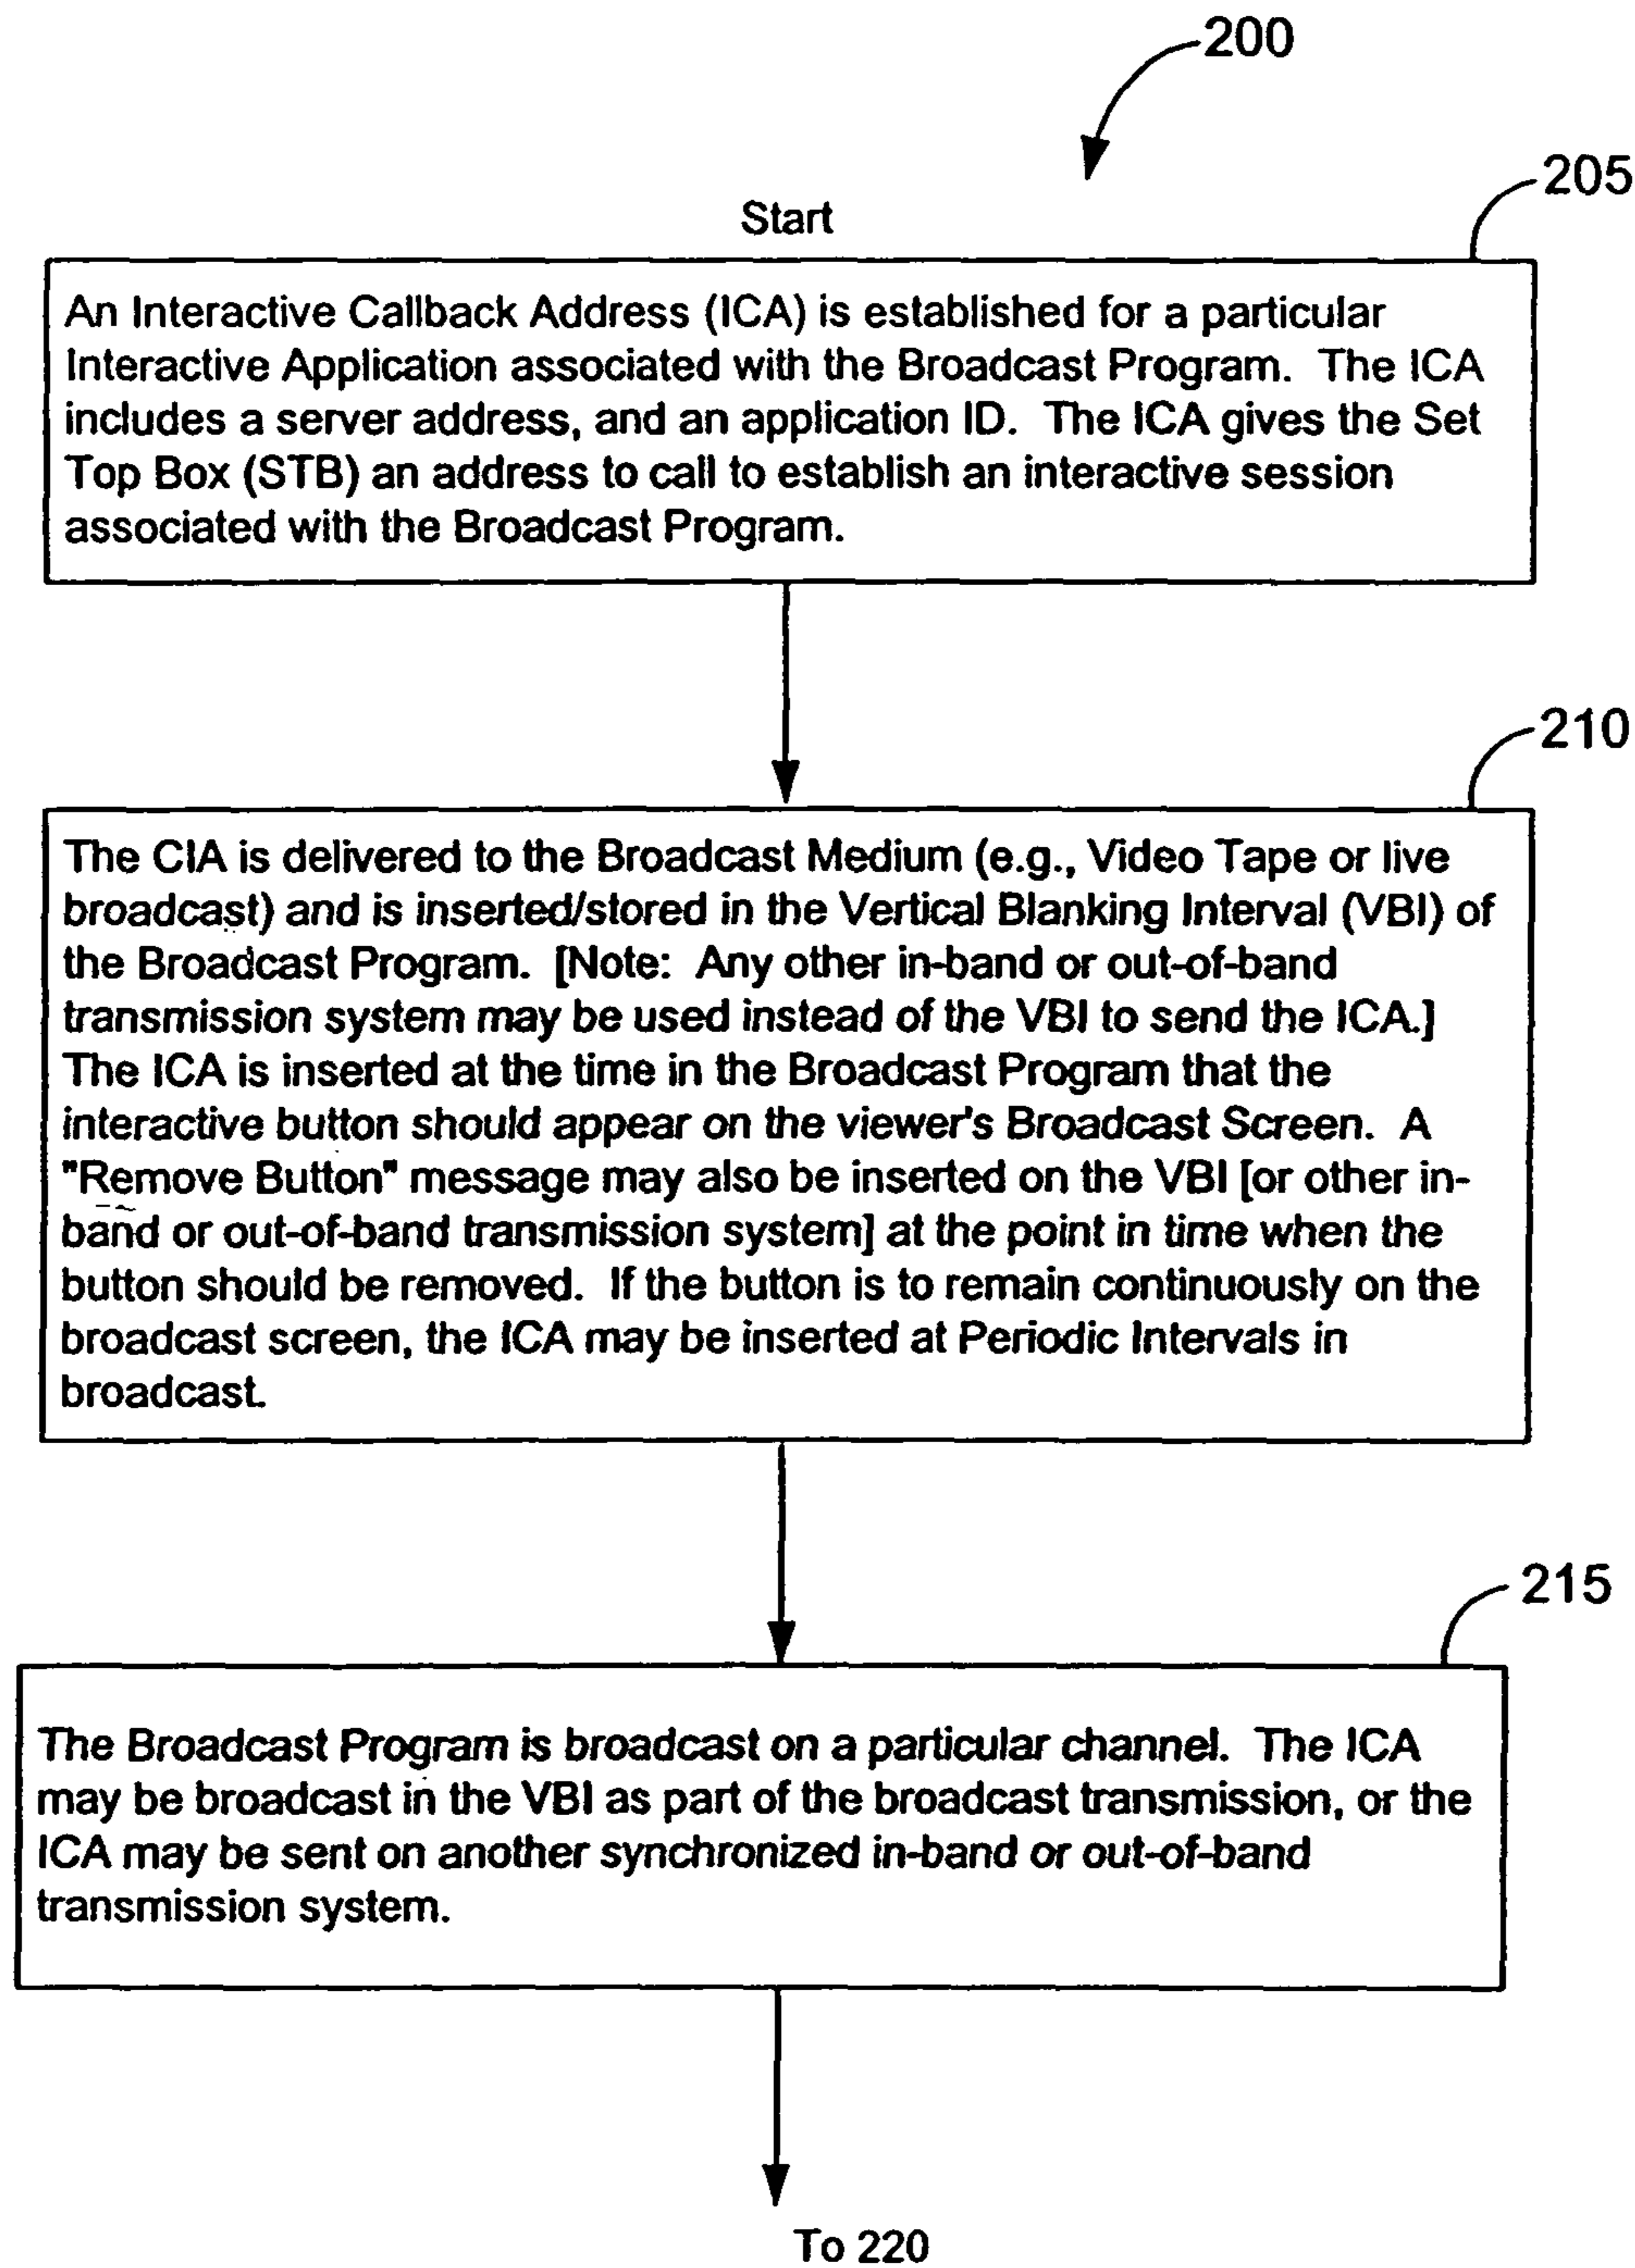 200
205
Start
An Interactive Callback Address (ICA) is established for a particular
Interactive Application associated with the Broadcast Program. The ICA
includes a server address, and an application ID. The ICA gives the Set
Top Box (STB) an address to call to establish an interactive session
associated with the Broadcast Program.
210
The CIA is delivered to the Broadcast Medium (e.g., Video Tape or live
broadcast) and is inserted/stored in the Vertical Blanking Interval (VBI) of
the Broadcast Program. [Note: Any other in-band or out-of-band
transmission system may be used instead of the VBI to send the ICA.]
The ICA is inserted at the time in the Broadcast Program that the
interactive button should appear on the viewer's Broadcast Screen. A
"Remove Button" message may also be inserted on the VBI [or other in-
band or out-of-band transmission system] at the point in time when the
button should be removed. If the button is to remain continuously on the
broadcast screen, the ICA may be inserted at Periodic Intervals in
broadcast.
215
The Broadcast Program is broadcast on a particular channel. The ICA
may be broadcast in the VBI as part of the broadcast transmission, or the
ICA may be sent on another synchronized in-band or out-of-band
transmission system.
To 220